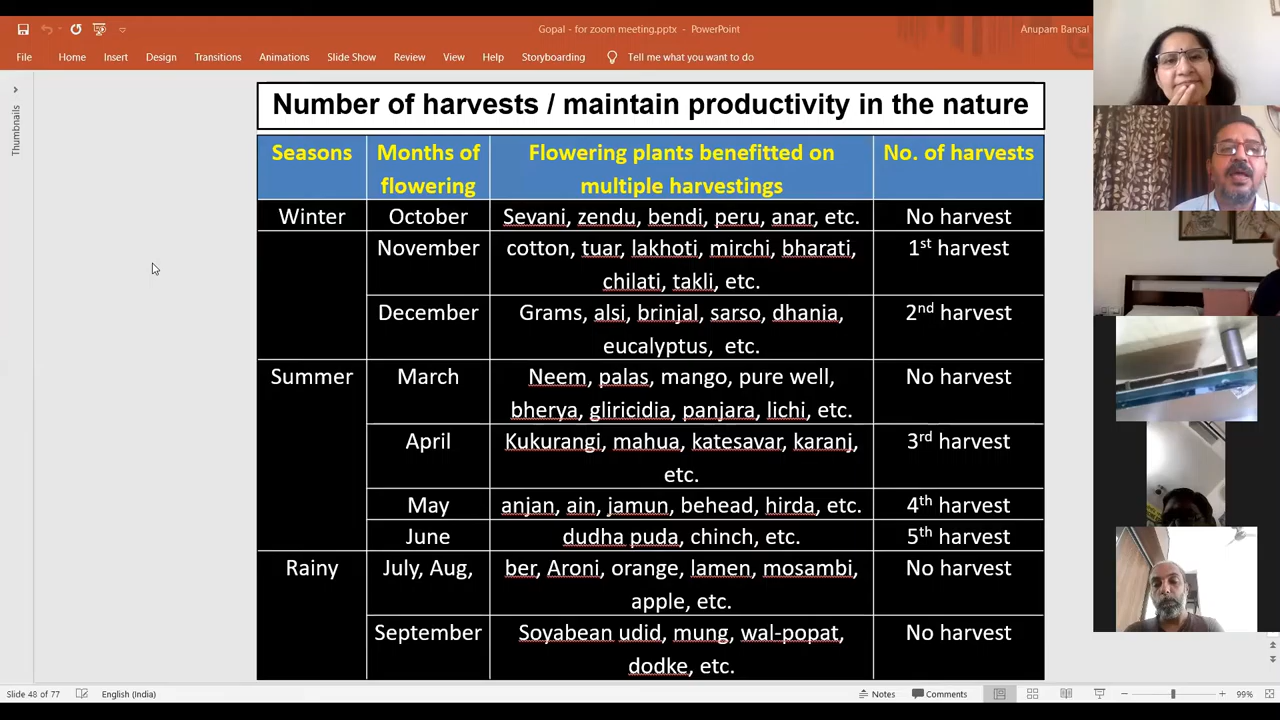 Gopal - for zoom meeting.pptx - PowerPoint
Anupam Bansal
File Home Insert Design Transitions Animations Slide Show Review View Help Storyboarding Tell me what you want to do
Thumbnails
Number of harvests / maintain productivity in the nature
Seasons
Months of
flowering
Flowering plants benefitted on
multiple harvestings
No. of harvests
Winter
October
Sevani, zendu, bendi, peru, anar, etc.
No harvest
November
cotton, tuar, lakhoti, mirchi, bharati,
chilati, takli, etc.
1st harvest
December
Grams, alsi, brinjal, sarso, dhania,
eucalyptus, etc.
2nd harvest
Summer
March
Neem, palas, mango, pure well,
bherya, gliricidia, panjara, lichi, etc.
No harvest
April
Kukurangi, mahua, katesavar, karanj,
etc.
3rd harvest
May
anjan, ain, jamun, behead, hirda, etc.
4th harvest
June
dudha puda, chinch, etc.
5th harvest
Rainy
July, Aug,
ber, Aroni, orange, lamen, mosambi,
apple, etc.
No harvest
September
Soyabean udid, mung, wal-popat,
dodke, etc.
No harvest
Slide 48 of 77
English (India)
Notes
Comments
99%